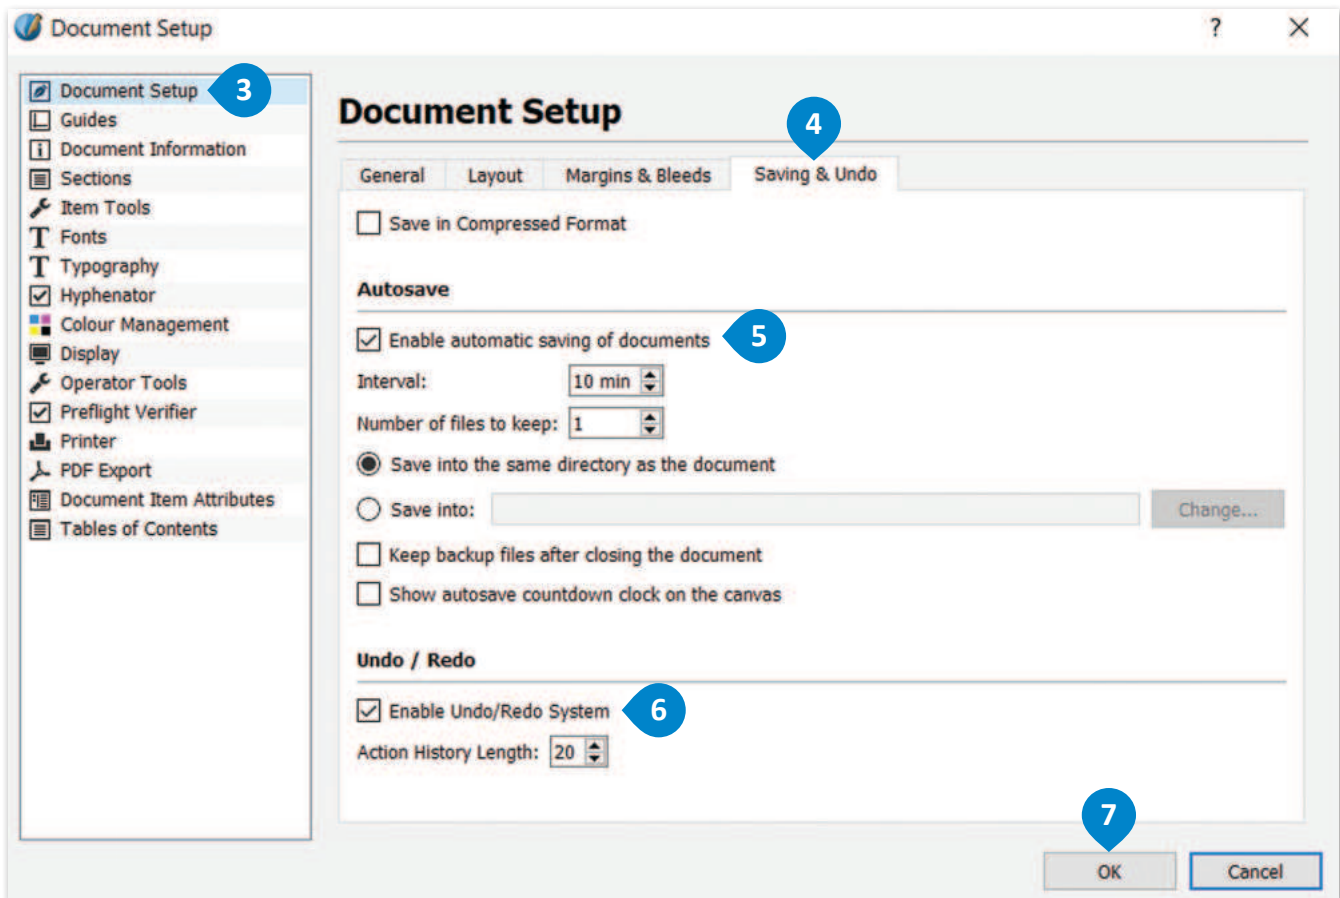 Document Setup
?
Document Setup 3
Guides
Document Information
Sections
Item Tools
Fonts
Typography
Hyphenator
Colour Management
Display
Operator Tools
Preflight Verifier
Printer
PDF Export
Document Item Attributes
Tables of Contents
Document Setup
4
General Layout Margins & Bleeds Saving & Undo
Save in Compressed Format
Autosave
Enable automatic saving of documents 5
Interval: 10 min
Number of files to keep: 1
Save into the same directory as the document
Save into: Change...
Keep backup files after closing the document
Show autosave countdown clock on the canvas
Undo / Redo
Enable Undo/Redo System 6
Action History Length: 20
7
OK Cancel